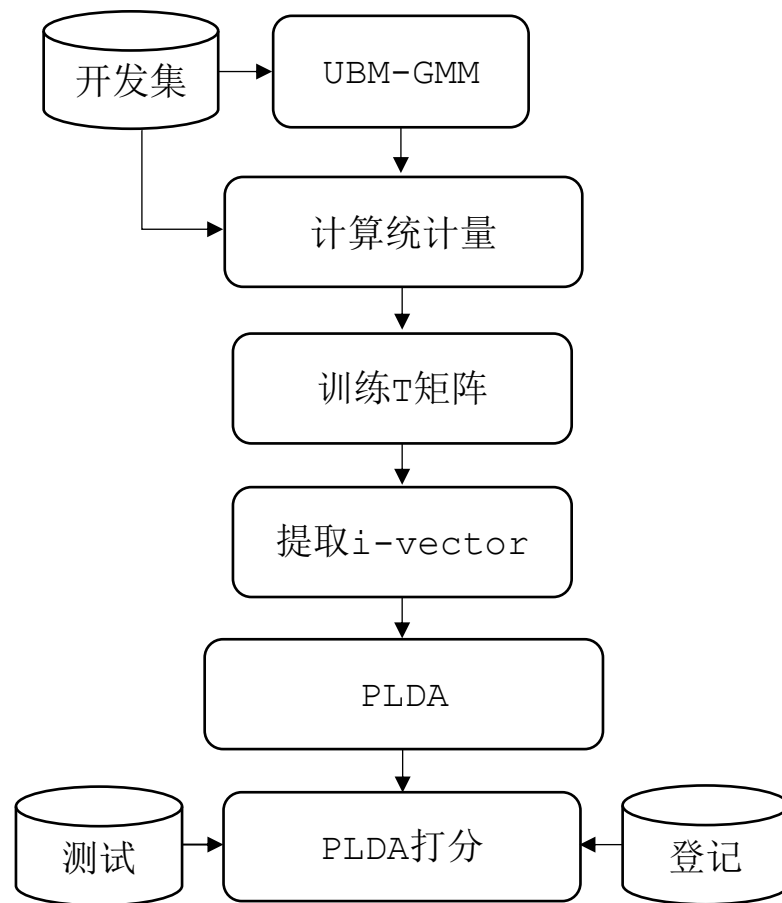 开发集
UBM-GMM
计算统计量
训练T矩阵
提取i-vector
PLDA
测试
PLDA打分
登记